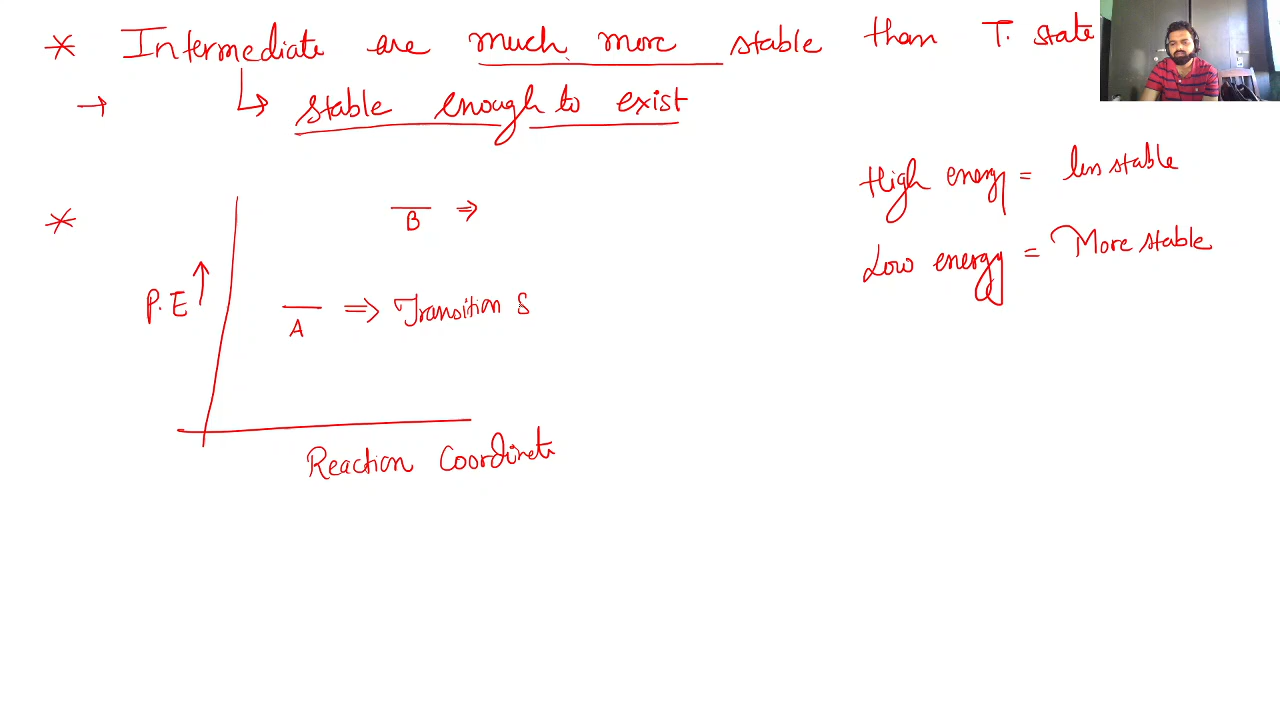 * Intermediate are much more stable than T. state
→ ↳ stable enough to exist
High energy = less stable
Low energy = More stable
*
B ⇒
P.E ↑
A ⇒ Transition S
Reaction Coordinate